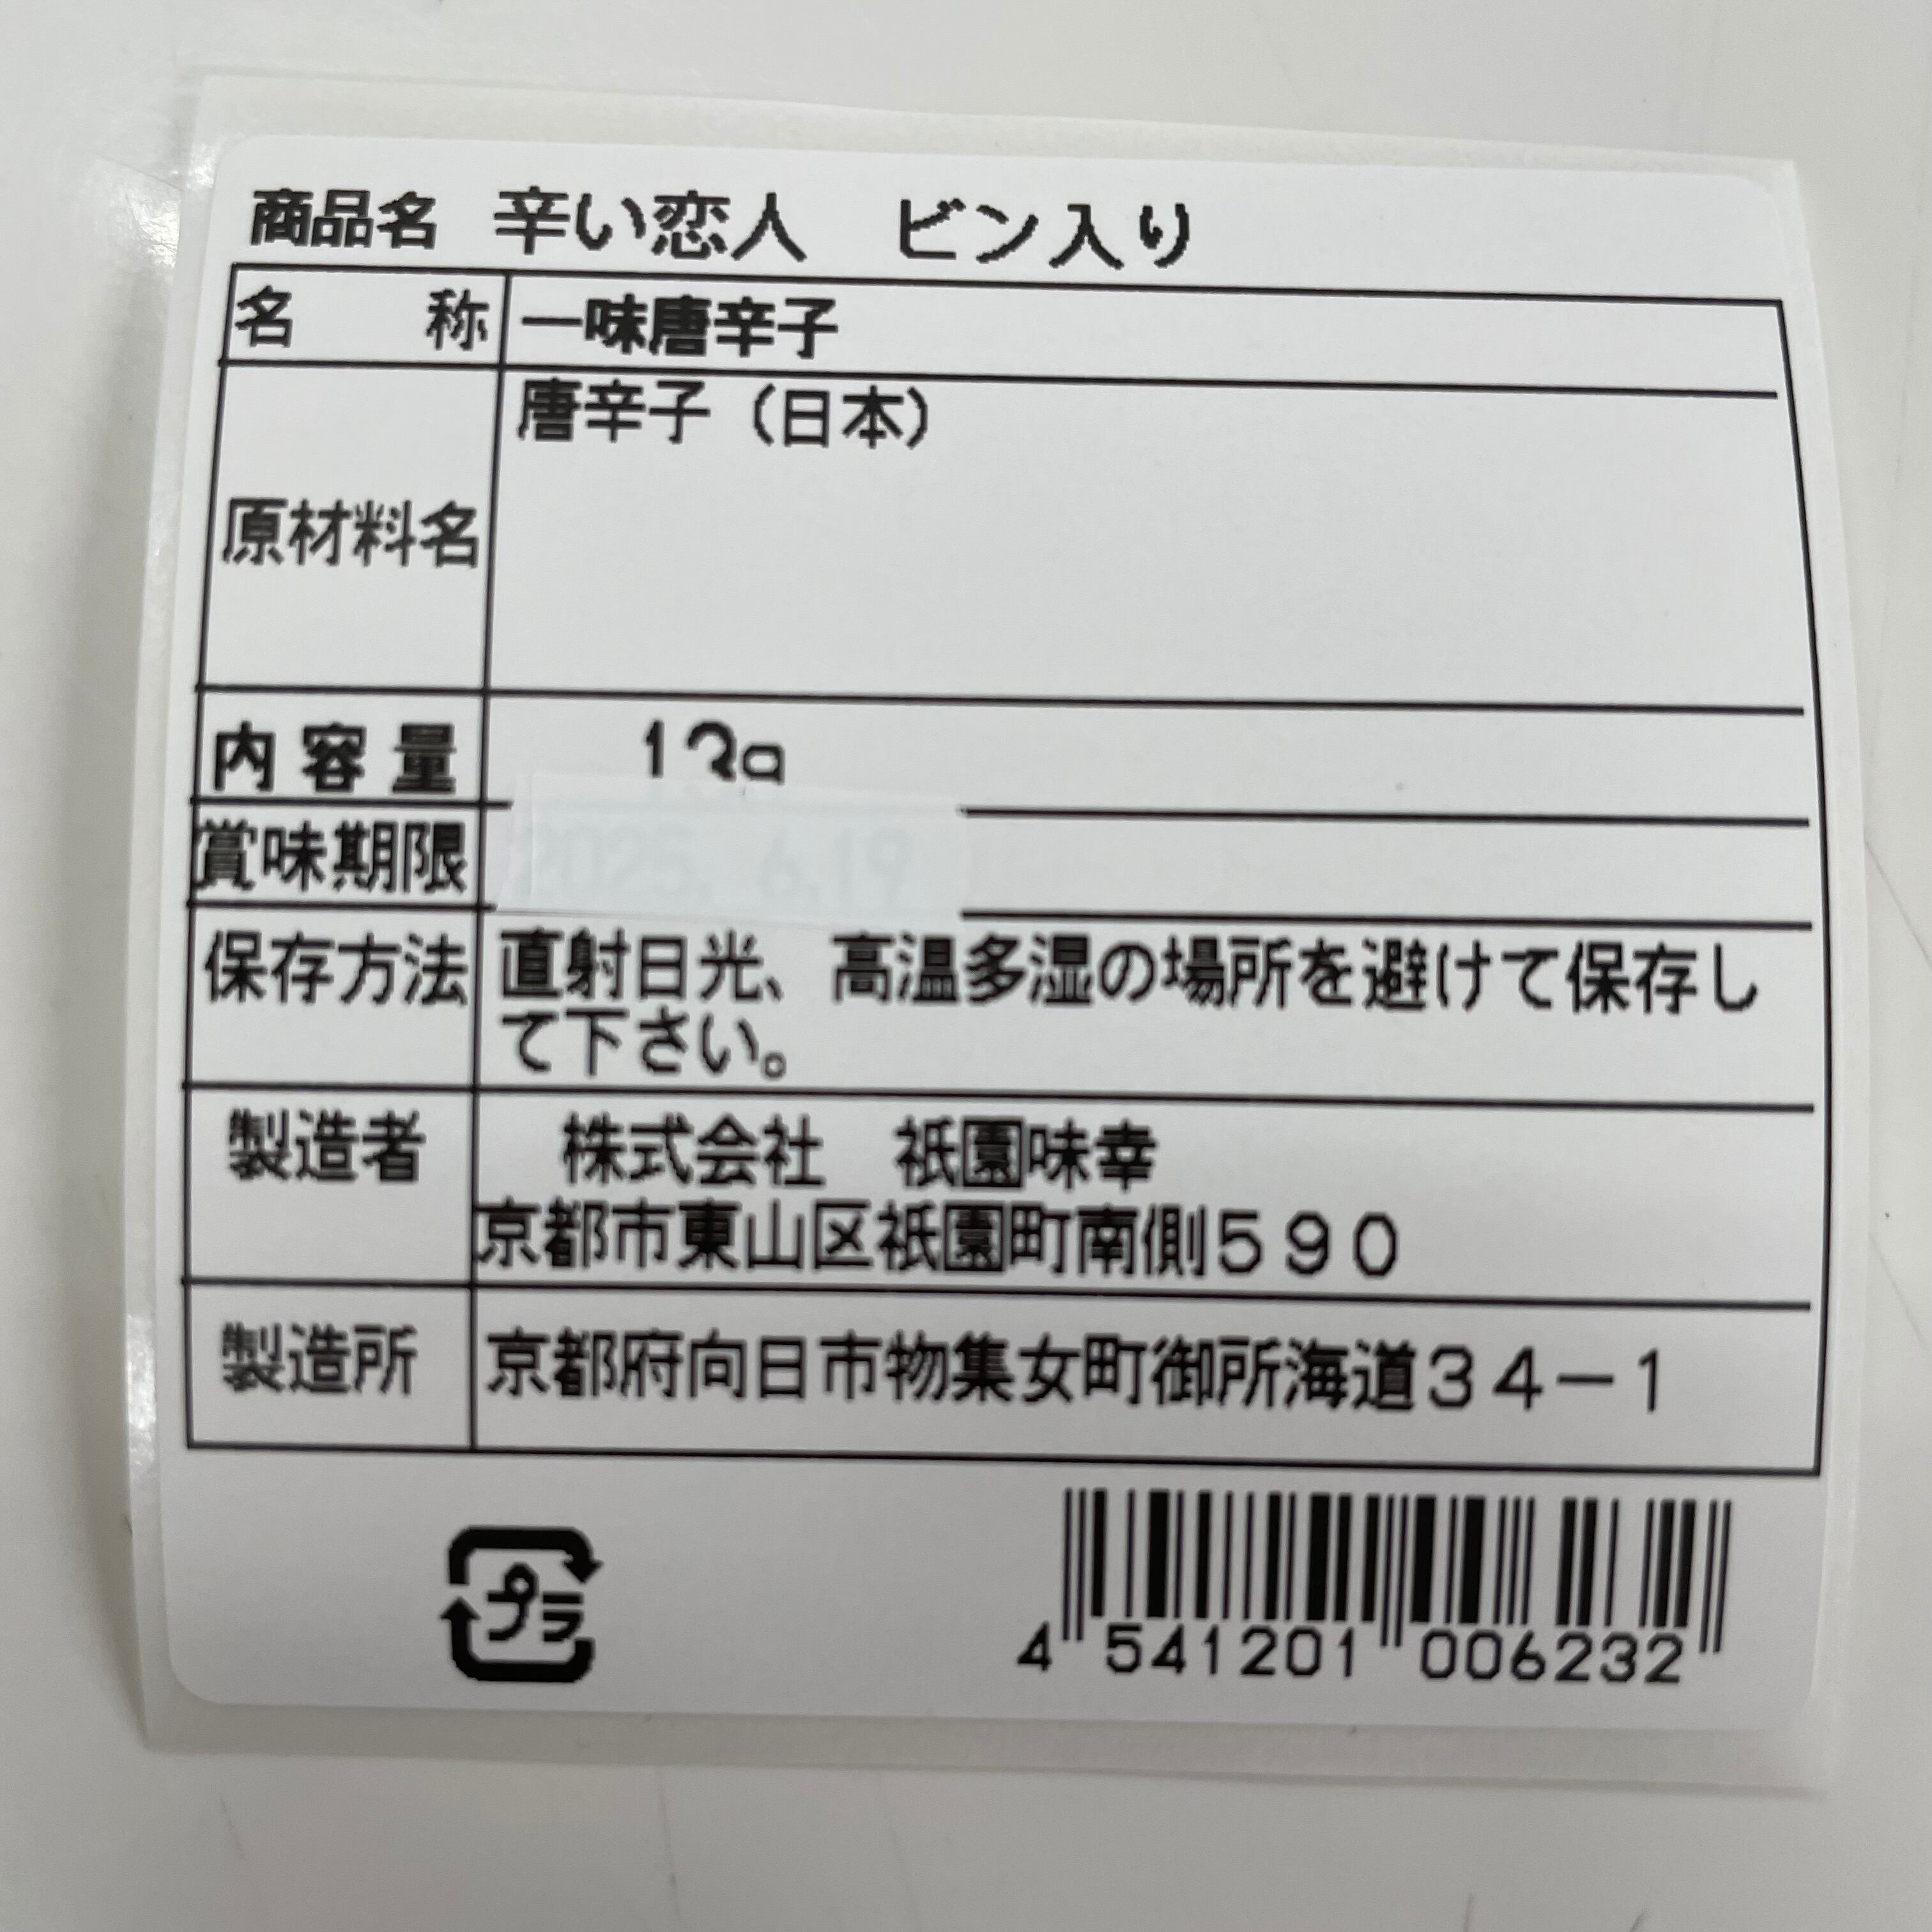 商品名 辛い恋人 ビン入り
名 称 一味唐辛子
原材料名 唐辛子（日本）
内容量 13g
賞味期限 2025. 6.19
保存方法 直射日光、高温多湿の場所を避けて保存し
て下さい。
製造者 株式会社 祇園味幸
京都市東山区祇園町南側590
製造所 京都府向日市物集女町御所海道34-1
プラ
4 541201 006232